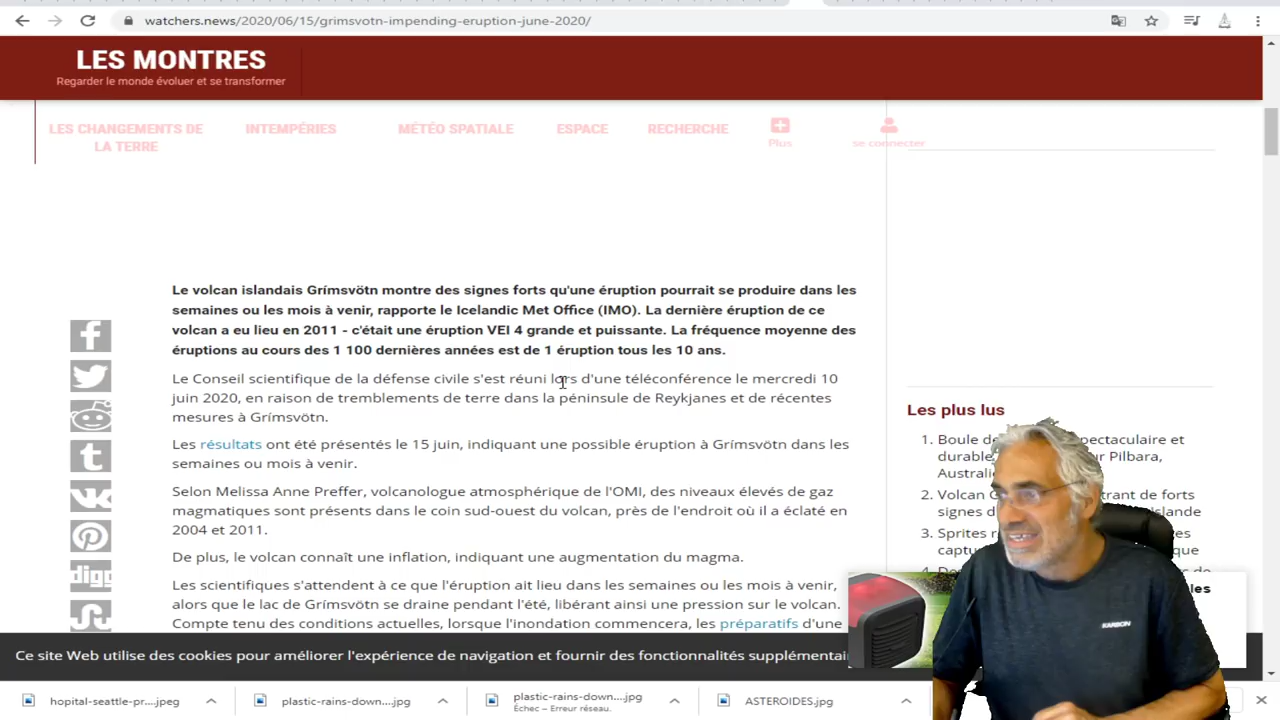 watchers.news/2020/06/15/grimsvotn-impending-eruption-june-2020/
LES MONTRES
Regarder le monde évoluer et se transformer
LES CHANGEMENTS DE
LA TERRE
INTEMPÉRIES
MÉTÉO SPATIALE
ESPACE
RECHERCHE
Plus
se connecter
Le volcan islandais Grímsvötn montre des signes forts qu'une éruption pourrait se produire dans les
semaines ou les mois à venir, rapporte le Icelandic Met Office (IMO). La dernière éruption de ce
volcan a eu lieu en 2011 - c'était une éruption VEI 4 grande et puissante. La fréquence moyenne des
éruptions au cours des 1 100 dernières années est de 1 éruption tous les 10 ans.
Le Conseil scientifique de la défense civile s'est réuni lors d'une téléconférence le mercredi 10
juin 2020, en raison de tremblements de terre dans la péninsule de Reykjanes et de récentes
mesures à Grímsvötn.
Les résultats ont été présentés le 15 juin, indiquant une possible éruption à Grímsvötn dans les
semaines ou mois à venir.
Selon Melissa Anne Preffer, volcanologue atmosphérique de l'OMI, des niveaux élevés de gaz
magmatiques sont présents dans le coin sud-ouest du volcan, près de l'endroit où il a éclaté en
2004 et 2011.
De plus, le volcan connaît une inflation, indiquant une augmentation du magma.
Les scientifiques s'attendent à ce que l'éruption ait lieu dans les semaines ou les mois à venir,
alors que le lac de Grímsvötn se draine pendant l'été, libérant ainsi une pression sur le volcan.
Compte tenu des conditions actuelles, lorsque l'inondation commencera, les préparatifs d'une
Les plus lus
1. Boule de pectaculaire et
durable, ur Pilbara,
Australi
2. Volcan G trant de forts
signes d lande
3. Sprites r ges
captu que
4. de
les
KARBON
Ce site Web utilise des cookies pour améliorer l'expérience de navigation et fournir des fonctionnalités supplémentai
hopital-seattle-pr....jpeg
plastic-rains-down....jpg
plastic-rains-down....jpg
Échec – Erreur réseau.
ASTEROIDES.jpg